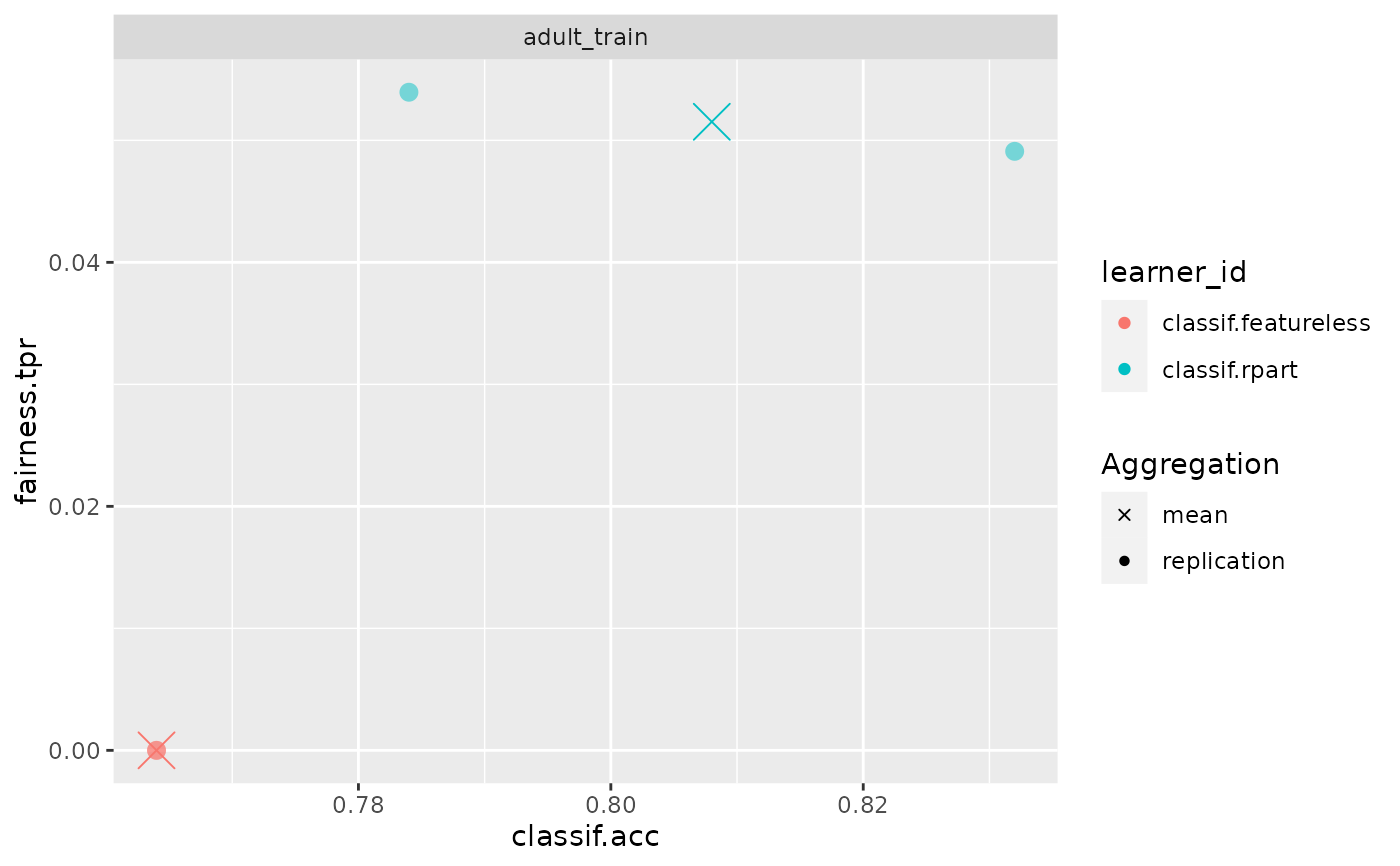 adult_train
0.04
0.02
0.00
fairness.tpr
0.78 0.80 0.82
classif.acc
learner_id
classif.featureless
classif.rpart
Aggregation
mean
replication